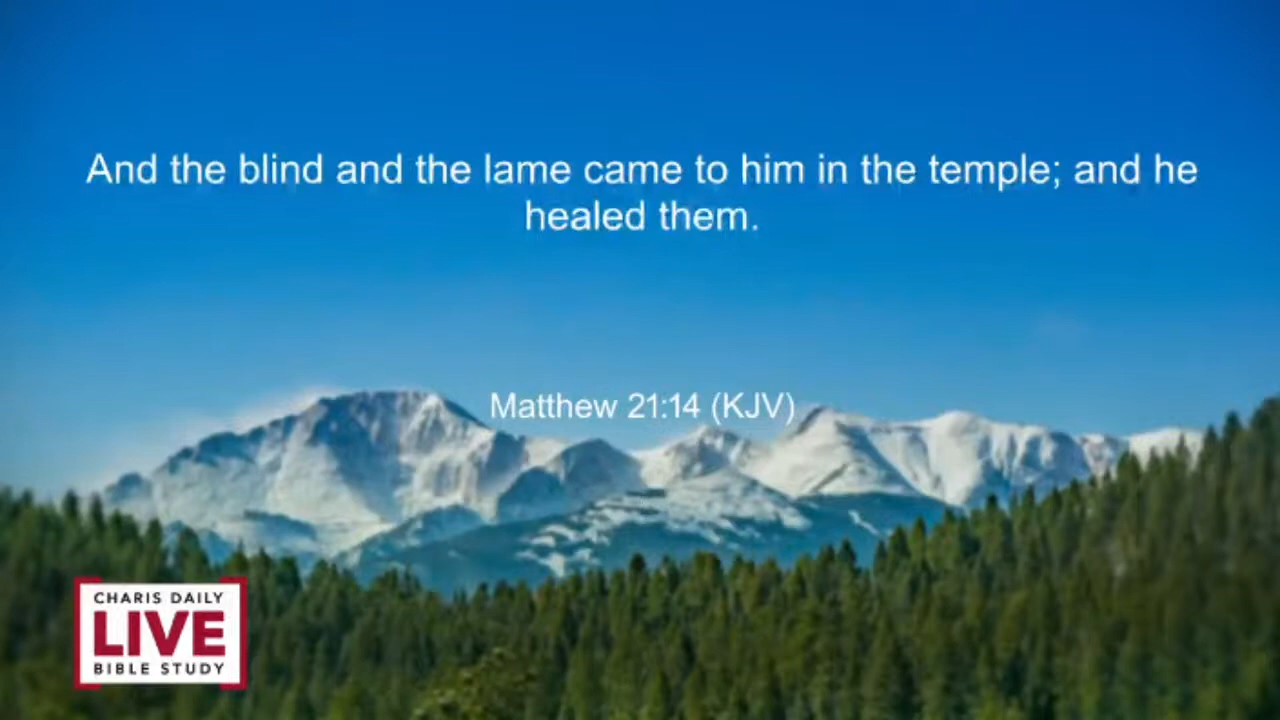 And the blind and the lame came to him in the temple; and he
healed them.
Matthew 21:14 (KJV)
CHARIS DAILY
LIVE
BIBLE STUDY